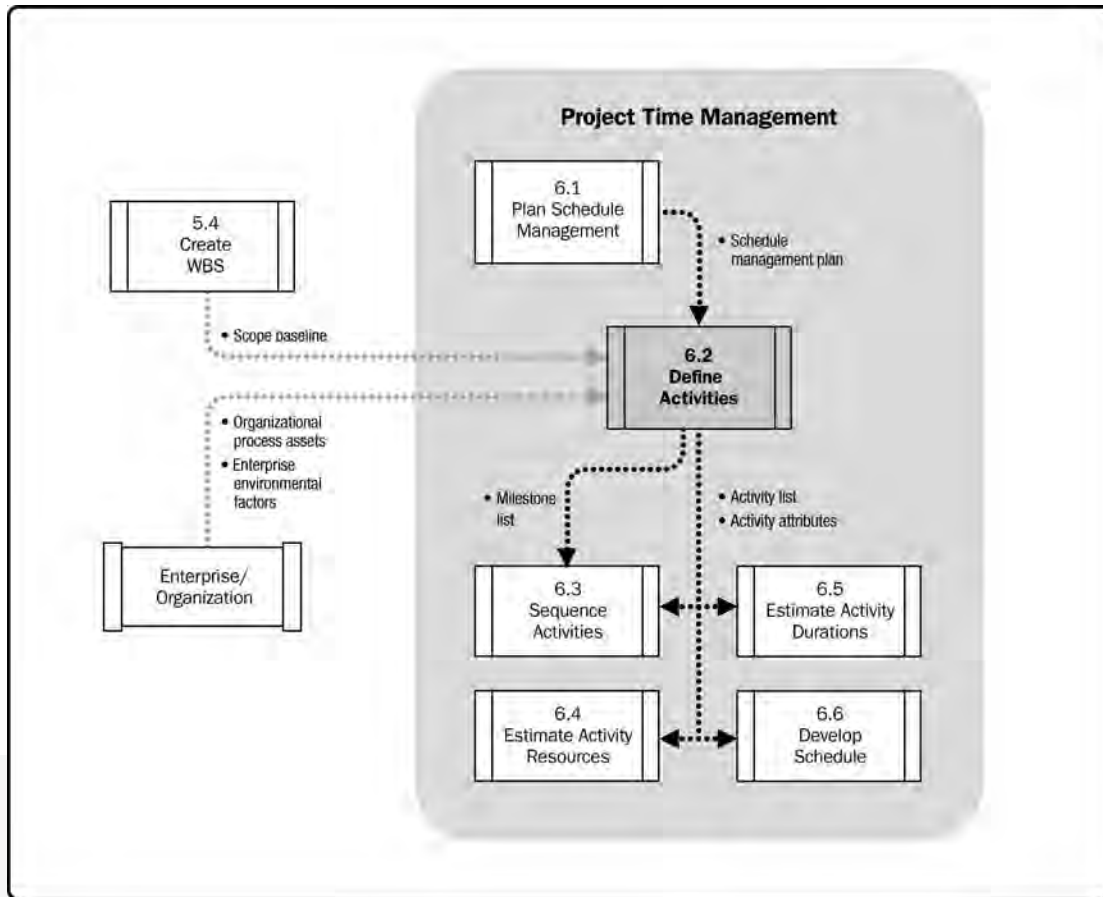 Project Time Management
6.1
Plan Schedule
Management
5.4
Create
WBS
• Schedule
management plan
• Scope baseline
6.2
Define
Activities
• Organizational
process assets
• Enterprise
environmental
factors
• Milestone
list
• Activity list
• Activity attributes
Enterprise/
Organization
6.3
Sequence
Activities
6.5
Estimate Activity
Durations
6.4
Estimate Activity
Resources
6.6
Develop
Schedule